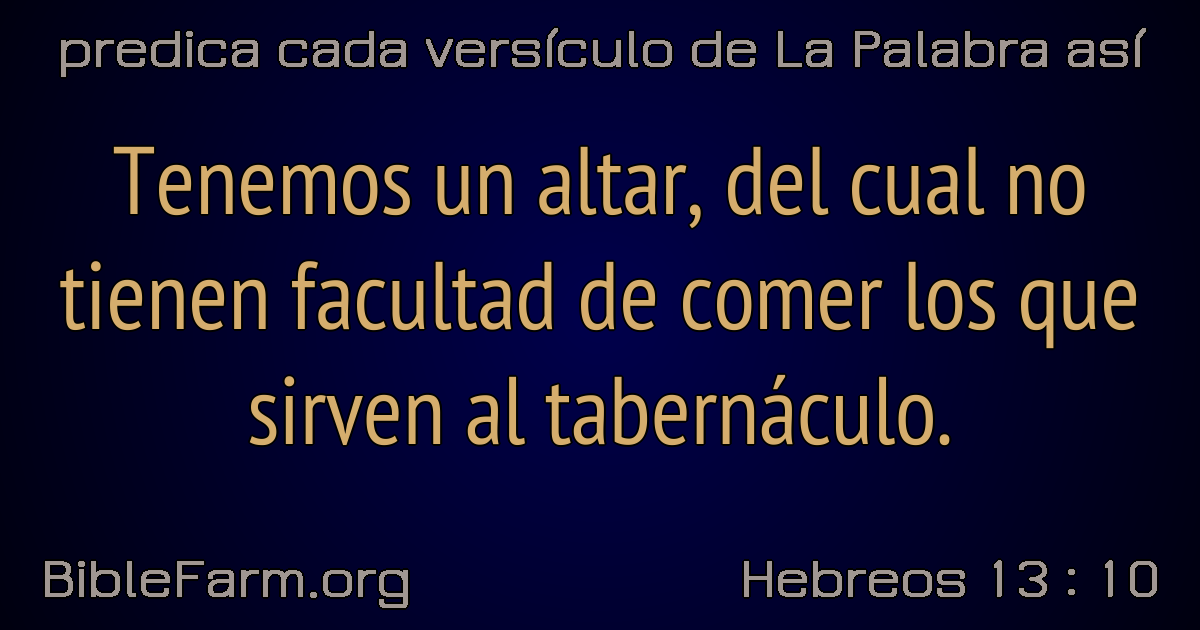 predica cada versículo de La Palabra así
Tenemos un altar, del cual no
tienen facultad de comer los que
sirven al tabernáculo.
BibleFarm.org
Hebreos 13 : 10